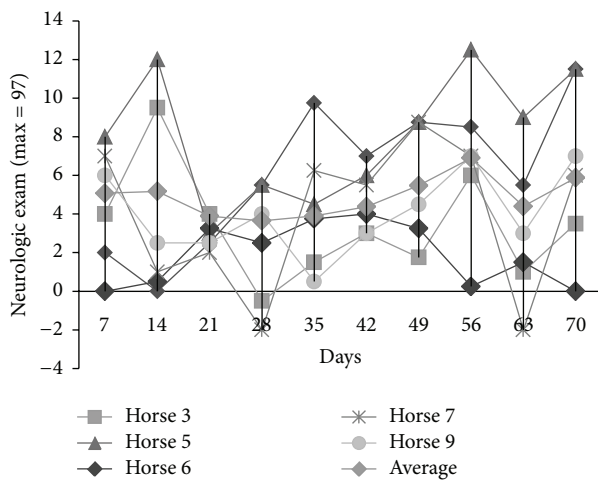 14
12
10
8
6
4
2
0
−2
−4
Neurologic exam (max = 97)
7 14 21 28 35 42 49 56 63 70
Days
Horse 3
Horse 5
Horse 6
Horse 7
Horse 9
Average